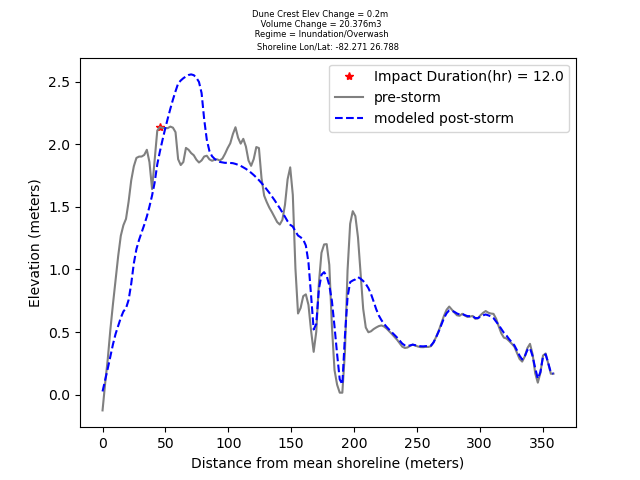 Dune Crest Elev Change = 0.2m
Volume Change = 20.376m3
Regime = Inundation/Overwash
Shoreline Lon/Lat: -82.271 26.788
Impact Duration(hr) = 12.0
pre-storm
modeled post-storm
Elevation (meters)
2.5
2.0
1.5
1.0
0.5
0.0
0 50 100 150 200 250 300 350
Distance from mean shoreline (meters)